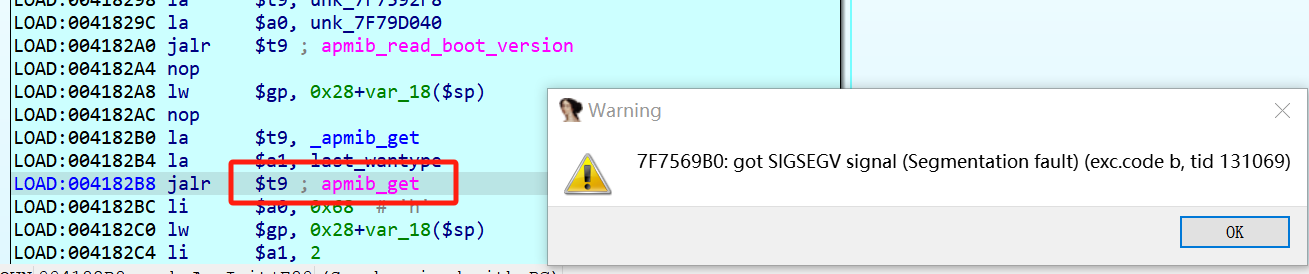 LOAD:00418298 la $t9, unk_7F7592F8
LOAD:0041829C la $a0, unk_7F79D040
LOAD:004182A0 jalr $t9 ; apmib_read_boot_version
LOAD:004182A4 nop
LOAD:004182A8 lw $gp, 0x28+var_18($sp)
LOAD:004182AC nop
LOAD:004182B0 la $t9, _apmib_get
LOAD:004182B4 la $a1, last_wantype
LOAD:004182B8 jalr $t9 ; apmib_get
LOAD:004182BC li $a0, 0x68 # 'h'
LOAD:004182C0 lw $gp, 0x28+var_18($sp)
LOAD:004182C4 li $a1, 2
Warning
7F7569B0: got SIGSEGV signal (Segmentation fault) (exc.code b, tid 131069)
OK